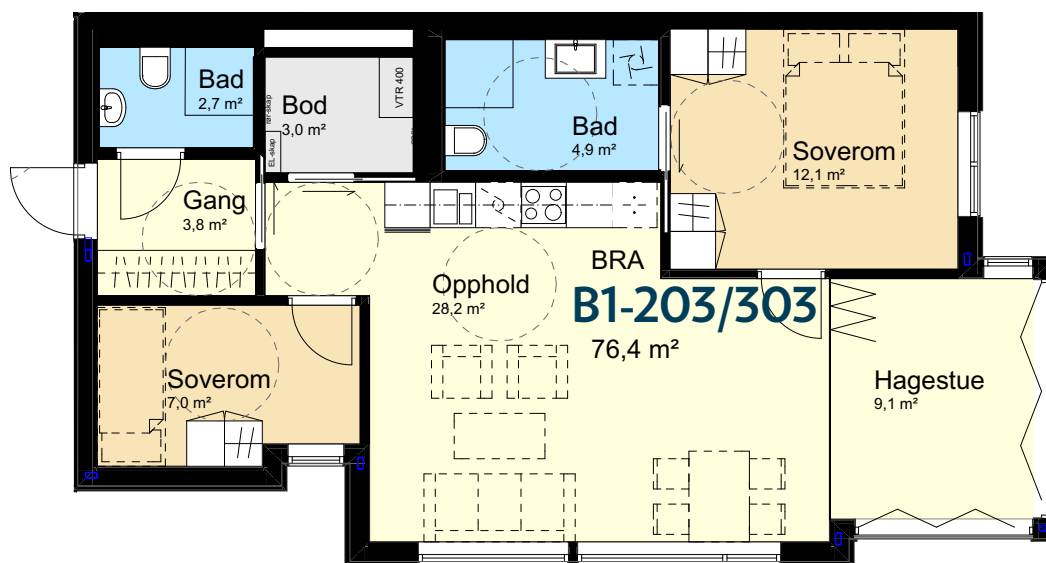 Bad
2,7 m²
Bod
3,0 m²
rør-skap
EL-skap
VTR 400
Bad
4,9 m²
Soverom
12,1 m²
Gang
3,8 m²
Opphold
28,2 m²
BRA
B1-203/303
76,4 m²
Soverom
7,0 m²
Hagestue
9,1 m²